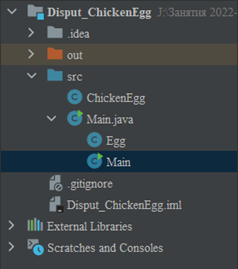 Disput_ChickenEgg J:\Занятия 2022-
.idea
out
src
ChickenEgg
Main.java
Egg
Main
.gitignore
Disput_ChickenEgg.iml
External Libraries
Scratches and Consoles